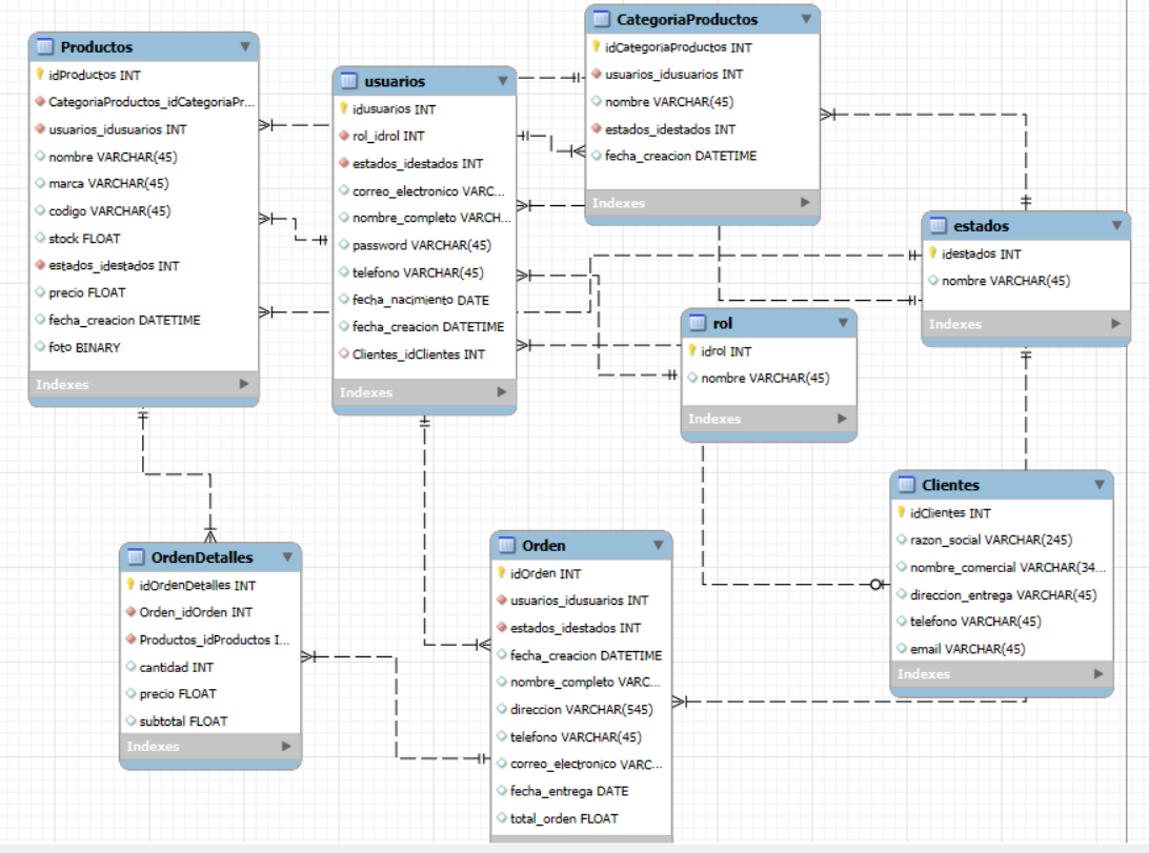 Productos
idProductos INT
CategoriaProductos_idCategoriaPr...
usuarios_idusuarios INT
nombre VARCHAR(45)
marca VARCHAR(45)
codigo VARCHAR(45)
stock FLOAT
estados_idestados INT
precio FLOAT
fecha_creacion DATETIME
foto BINARY
Indexes
usuarios
idusuarios INT
rol_idrol INT
estados_idestados INT
correo_electronico VARC...
nombre_completo VARCH...
password VARCHAR(45)
telefono VARCHAR(45)
fecha_nacimiento DATE
fecha_creacion DATETIME
Clientes_idClientes INT
Indexes
CategoriaProductos
idCategoriaProductos INT
usuarios_idusuarios INT
nombre VARCHAR(45)
estados_idestados INT
fecha_creacion DATETIME
Indexes
estados
idestados INT
nombre VARCHAR(45)
Indexes
rol
idrol INT
nombre VARCHAR(45)
Indexes
Clientes
idClientes INT
razon_social VARCHAR(245)
nombre_comercial VARCHAR(34...
direccion_entrega VARCHAR(45)
telefono VARCHAR(45)
email VARCHAR(45)
Indexes
OrdenDetalles
idOrdenDetalles INT
Orden_idOrden INT
Productos_idProductos I...
cantidad INT
precio FLOAT
subtotal FLOAT
Indexes
Orden
idOrden INT
usuarios_idusuarios INT
estados_idestados INT
fecha_creacion DATETIME
nombre_completo VARC...
direccion VARCHAR(545)
telefono VARCHAR(45)
correo_electronico VARC...
fecha_entrega DATE
total_orden FLOAT